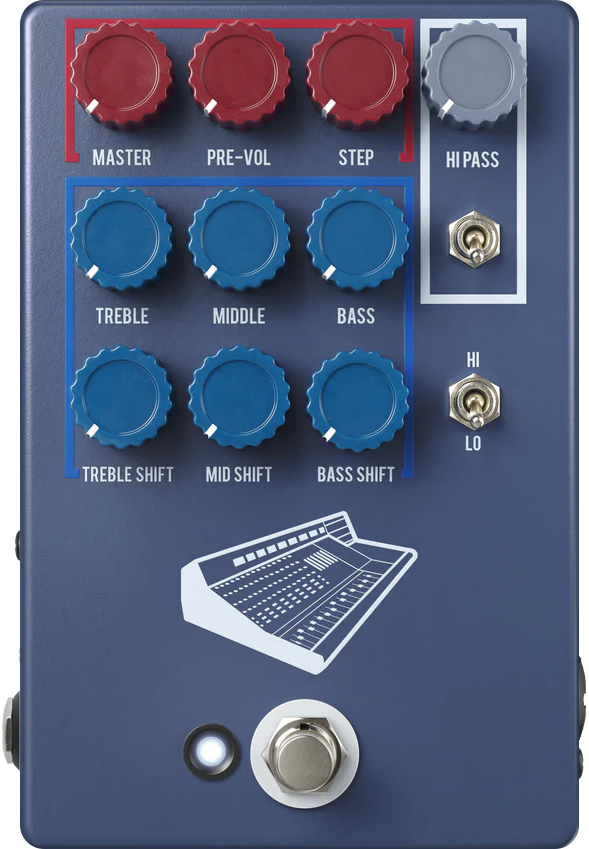 MASTER PRE-VOL STEP HI PASS
TREBLE MIDDLE BASS
HI
TREBLE SHIFT MID SHIFT BASS SHIFT LO